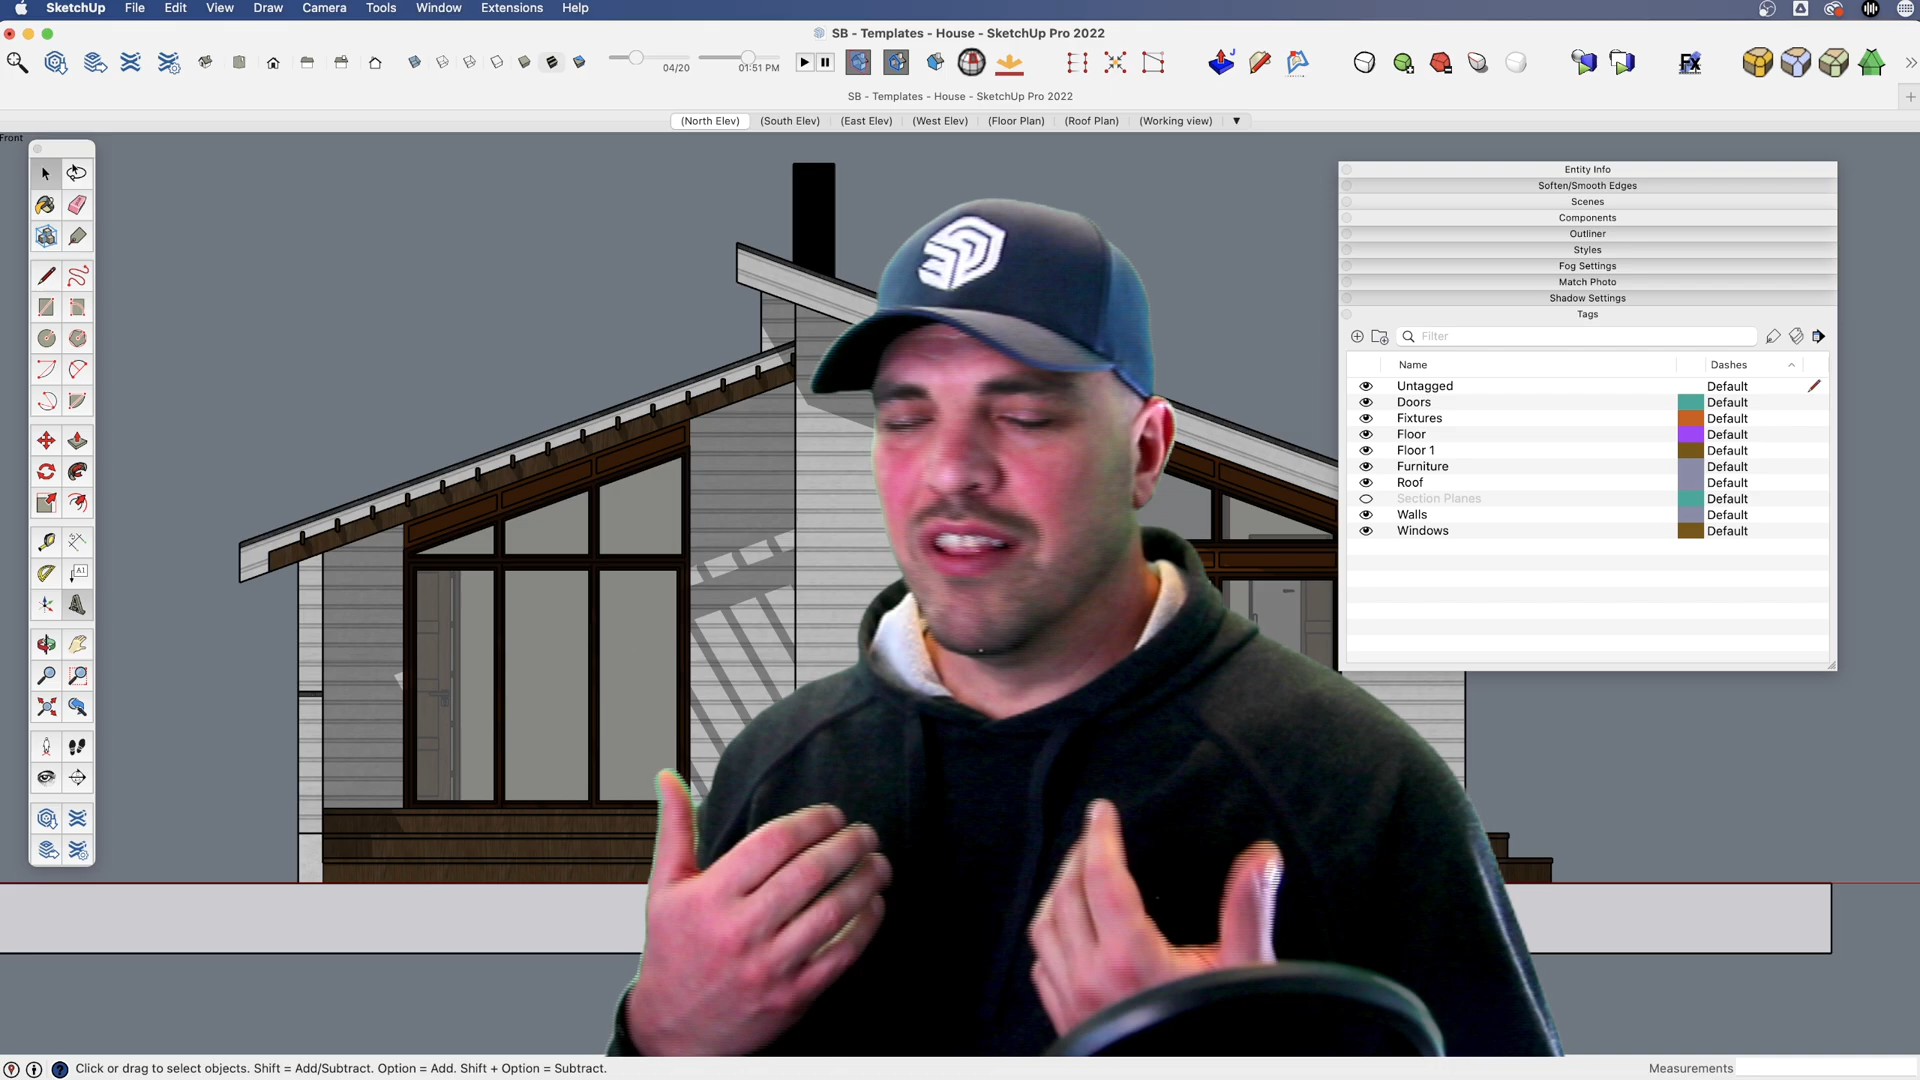 SketchUp File Edit View Draw Camera Tools Window Extensions Help
SB - Templates - House - SketchUp Pro 2022
04/20 01:51 PM
Fx
SB - Templates - House - SketchUp Pro 2022
(North Elev) (South Elev) (East Elev) (West Elev) (Floor Plan) (Roof Plan) (Working view)
Front
Entity Info
Soften/Smooth Edges
Scenes
Components
Outliner
Styles
Fog Settings
Match Photo
Shadow Settings
Tags
Filter
Name Dashes
Untagged Default
Doors Default
Fixtures Default
Floor Default
Floor 1 Default
Furniture Default
Roof Default
Section Planes Default
Walls Default
Windows Default
Click or drag to select objects. Shift = Add/Subtract. Option = Add. Shift + Option = Subtract.
Measurements